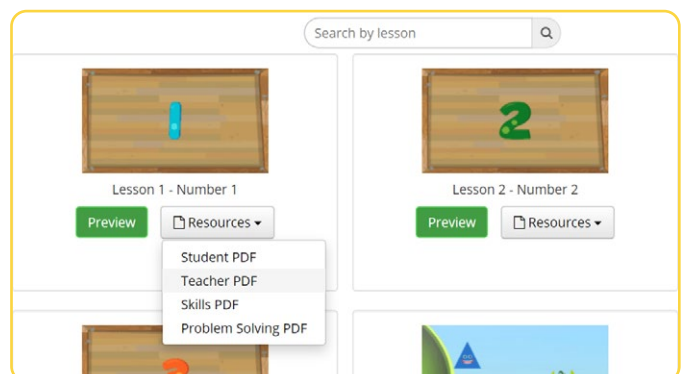 Search by lesson
1
2
Lesson 1 - Number 1
Lesson 2 - Number 2
Preview
Resources
Preview
Resources
Student PDF
Teacher PDF
Skills PDF
Problem Solving PDF